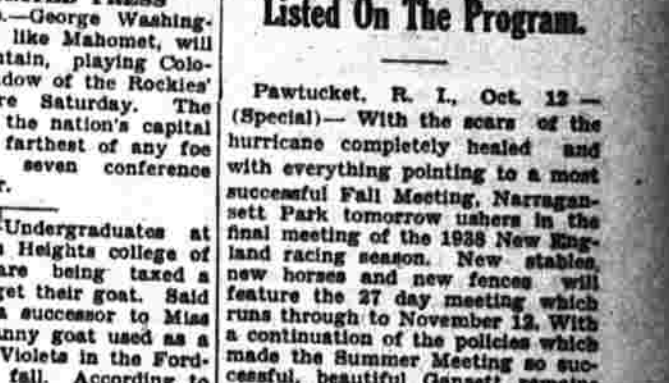 .—George Washing-
like Mahomet, will
ntain, playing Colo-
dow of the Rockies'
re Saturday. The
the nation's capital
farthest of any foe
seven conference
r.
-Undergraduates at
Heights college of
are being taxed a
get their goat. Said
a successor to Miss
nny goat used as a
Violets in the Ford-
fall. According to
Listed On The Program.
Pawtucket, R. I., Oct. 12 —
(Special)— With the scars of the
hurricane completely healed and
with everything pointing to a most
successful Fall Meeting, Narragan-
sett Park tomorrow ushers in the
final meeting of the 1938 New Eng-
land racing season. New stables,
new horses and new fences will
feature the 27 day meeting which
runs through to November 12. With
a continuation of the policies which
made the Summer Meeting so suc-
cessful, beautiful Gansett